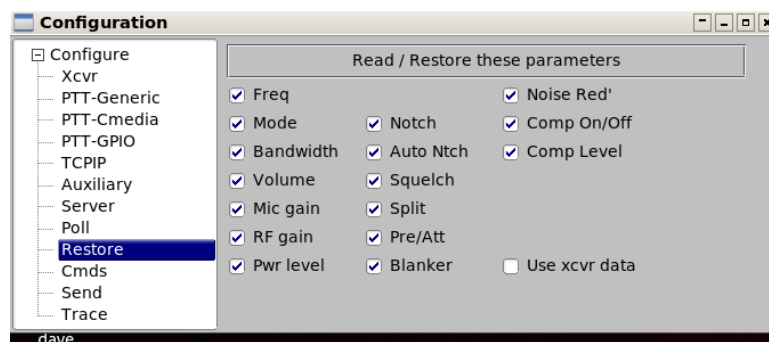 Configuration
Configure
Xcvr
PTT-Generic
PTT-Cmedia
PTT-GPIO
TCPIP
Auxiliary
Server
Poll
Restore
Cmds
Send
Trace
Read / Restore these parameters
Freq
Noise Red'
Mode
Notch
Comp On/Off
Bandwidth
Auto Ntch
Comp Level
Volume
Squelch
Mic gain
Split
RF gain
Pre/Att
Pwr level
Blanker
Use xcvr data
dave